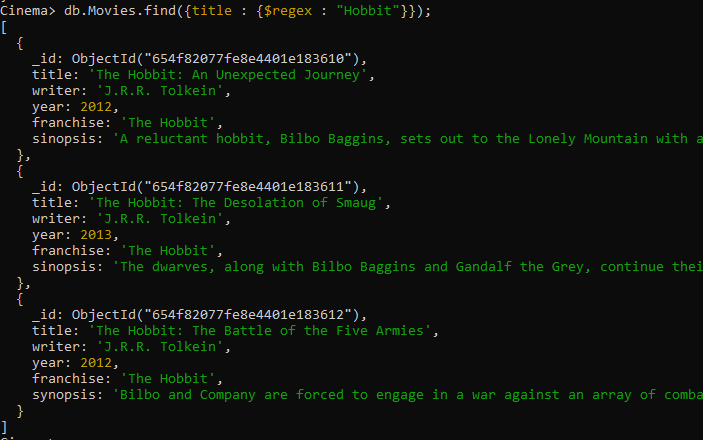 Cinema> db.Movies.find({title : {$regex : "Hobbit"}});
[
  {
    _id: ObjectId("654f82077fe8e4401e183610"),
    title: 'The Hobbit: An Unexpected Journey',
    writer: 'J.R.R. Tolkein',
    year: 2012,
    franchise: 'The Hobbit',
    sinopsis: 'A reluctant hobbit, Bilbo Baggins, sets out to the Lonely Mountain with a
  },
  {
    _id: ObjectId("654f82077fe8e4401e183611"),
    title: 'The Hobbit: The Desolation of Smaug',
    writer: 'J.R.R. Tolkein',
    year: 2013,
    franchise: 'The Hobbit',
    sinopsis: 'The dwarves, along with Bilbo Baggins and Gandalf the Grey, continue thei
  },
  {
    _id: ObjectId("654f82077fe8e4401e183612"),
    title: 'The Hobbit: The Battle of the Five Armies',
    writer: 'J.R.R. Tolkein',
    year: 2012,
    franchise: 'The Hobbit',
    synopsis: 'Bilbo and Company are forced to engage in a war against an array of comba
  }
]